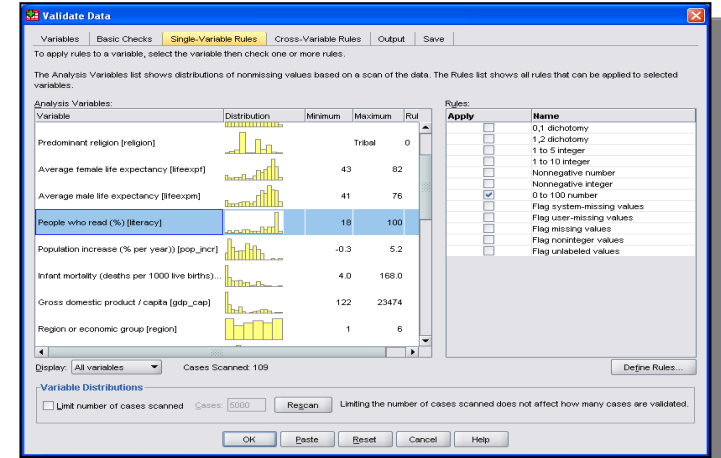 Validate Data
Variables Basic Checks Single-Variable Rules Cross-Variable Rules Output Save
To apply rules to a variable, select the variable then check one or more rules.
The Analysis Variables list shows distributions of nonmissing values based on a scan of the data. The Rules list shows all rules that can be applied to selected
variables.
Analysis Variables:
Variable Distribution Minimum Maximum Rul
Predominant religion [religion] Tribal 0
Average female life expectancy [lifeexpf] 43 82
Average male life expectancy [lifeexpm] 41 76
People who read (%) [literacy] 18 100
Population increase (% per year)) [pop_incr] -0.3 5.2
Infant mortality (deaths per 1000 live births)... 4.0 168.0
Gross domestic product / capita [gdp_cap] 122 23474
Region or economic group [region] 1 6
Rules:
Apply Name
0,1 dichotomy
1,2 dichotomy
1 to 5 integer
1 to 10 integer
Nonnegative number
Nonnegative integer
0 to 100 number
Flag system-missing values
Flag user-missing values
Flag missing values
Flag noninteger values
Flag unlabeled values
Display: All variables Cases Scanned: 109 Define Rules...
Variable Distributions
Limit number of cases scanned Cases: 5000 Rescan Limiting the number of cases scanned does not affect how many cases are validated.
OK Paste Reset Cancel Help